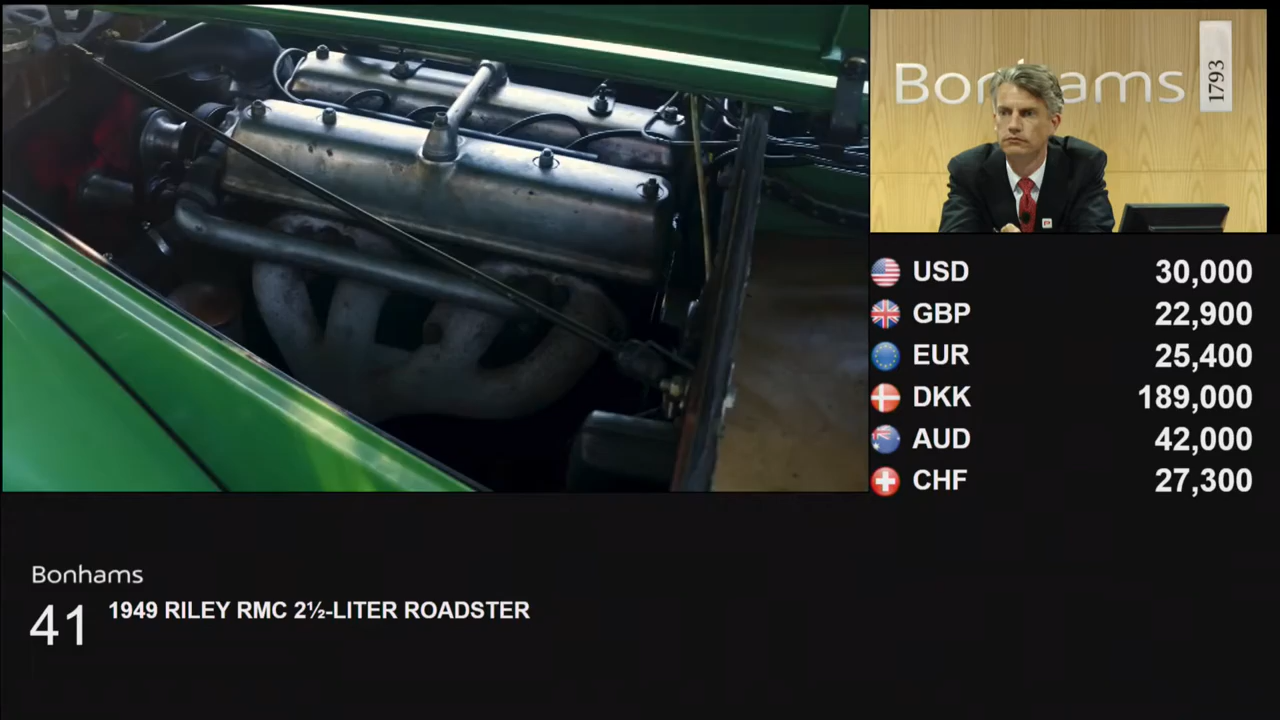 Bonhams
1793
USD 30,000
GBP 22,900
EUR 25,400
DKK 189,000
AUD 42,000
CHF 27,300
Bonhams
41 1949 RILEY RMC 2½-LITER ROADSTER